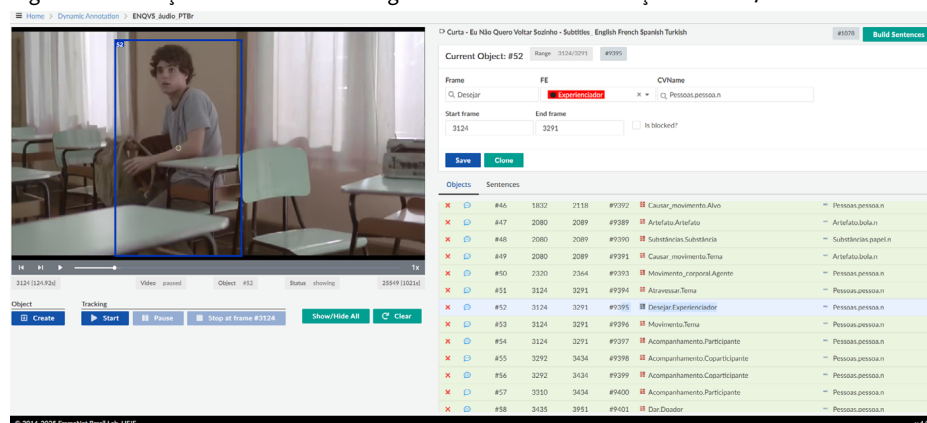 Home > Dynamic Annotation > ENQVS_áudio_PTBr
Curta - Eu Não Quero Voltar Sozinho - Subtitles_ English French Spanish Turkish
#1070
Build Sentences
52
Current Object: #52
Range 3124/3291
#9395
Frame FE CVName
Desejar Experienciador Pessoas.pessoa.n
Start frame End frame
3124 3291 Is blocked?
Save Clone
Objects Sentences
#46 1832 2118 #9392 Causar_movimento.Alvo Pessoas.pessoa.n
#47 2080 2089 #9389 Artefato.Artefato Artefato.bola.n
#48 2080 2089 #9390 Substâncias.Substância Substâncias.papel.n
#49 2080 2089 #9391 Causar_movimento.Tema Artefato.bola.n
#50 2320 2364 #9393 Movimento_corporal.Agente Pessoas.pessoa.n
#51 3124 3291 #9394 Atravessar.Tema Pessoas.pessoa.n
#52 3124 3291 #9395 Desejar.Experienciador Pessoas.pessoa.n
#53 3124 3291 #9396 Movimento.Tema Pessoas.pessoa.n
#54 3124 3291 #9397 Acompanhamento.Participante Pessoas.pessoa.n
#55 3292 3434 #9398 Acompanhamento.Coparticipante Pessoas.pessoa.n
#56 3292 3434 #9399 Acompanhamento.Coparticipante Pessoas.pessoa.n
#57 3310 3434 #9400 Acompanhamento.Participante Pessoas.pessoa.n
#58 3435 3951 #9401 Dar.Doador Pessoas.pessoa.n
1x
3124 [124.92s] Video paused Object #52 Status showing 25549 [1021s]
Object Tracking
Create Start Pause Stop at frame #3124 Show/Hide All Clear